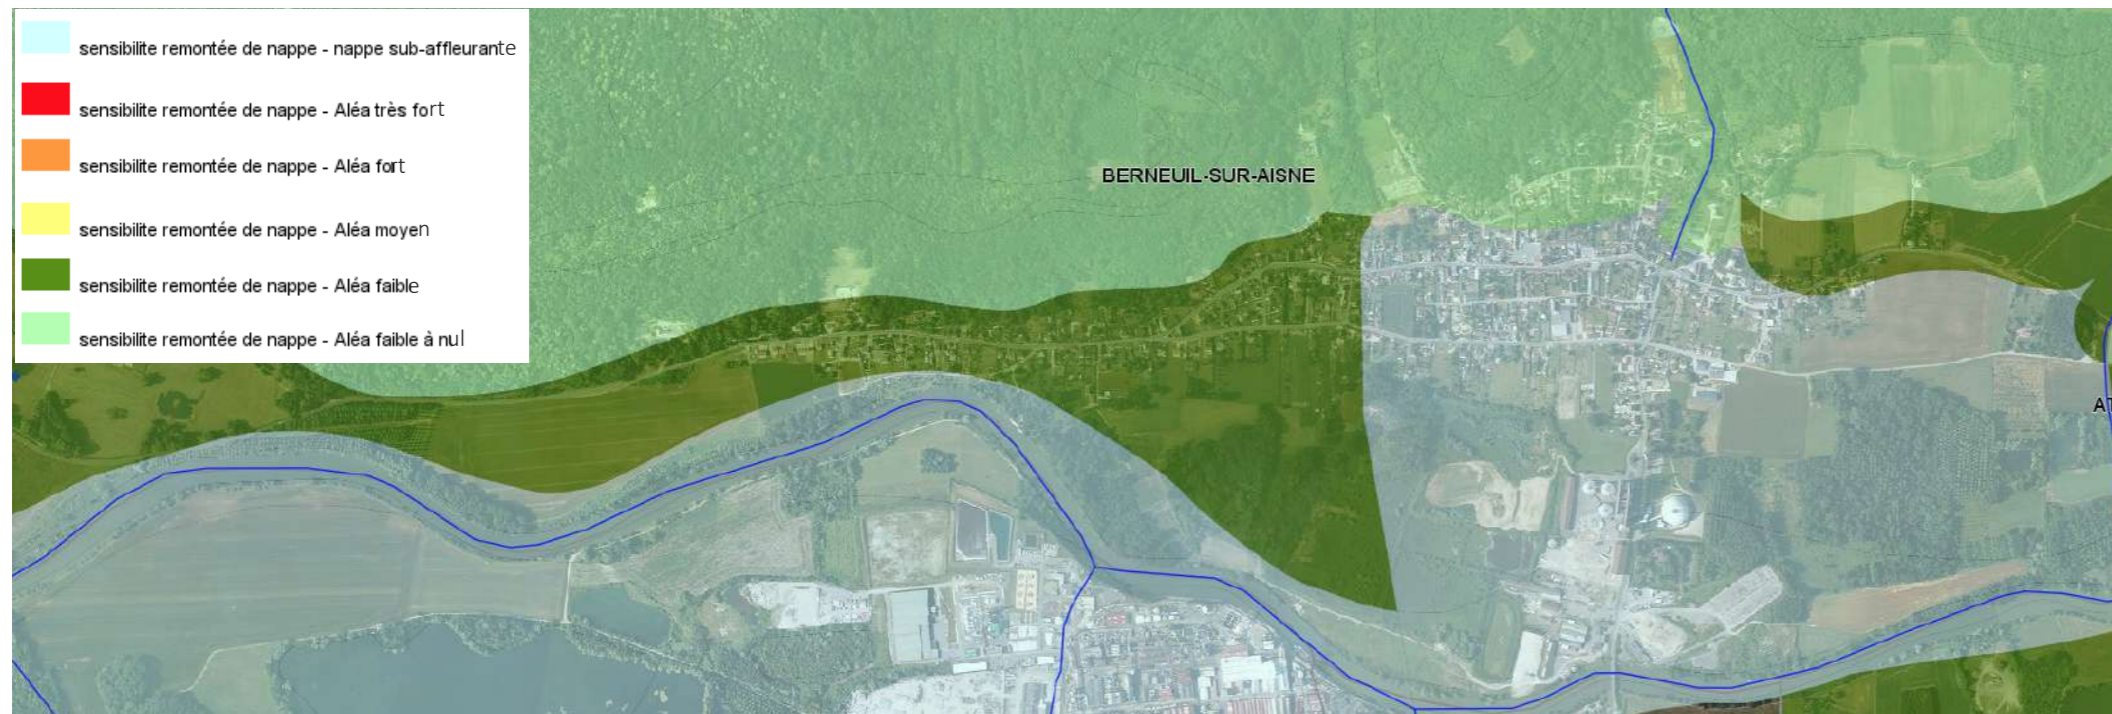 sensibilite remontée de nappe - nappe sub-affleurante
sensibilite remontée de nappe - Aléa très fort
sensibilite remontée de nappe - Aléa fort
sensibilite remontée de nappe - Aléa moyen
sensibilite remontée de nappe - Aléa faible
sensibilite remontée de nappe - Aléa faible à nul
BERNEUIL-SUR-AISNE